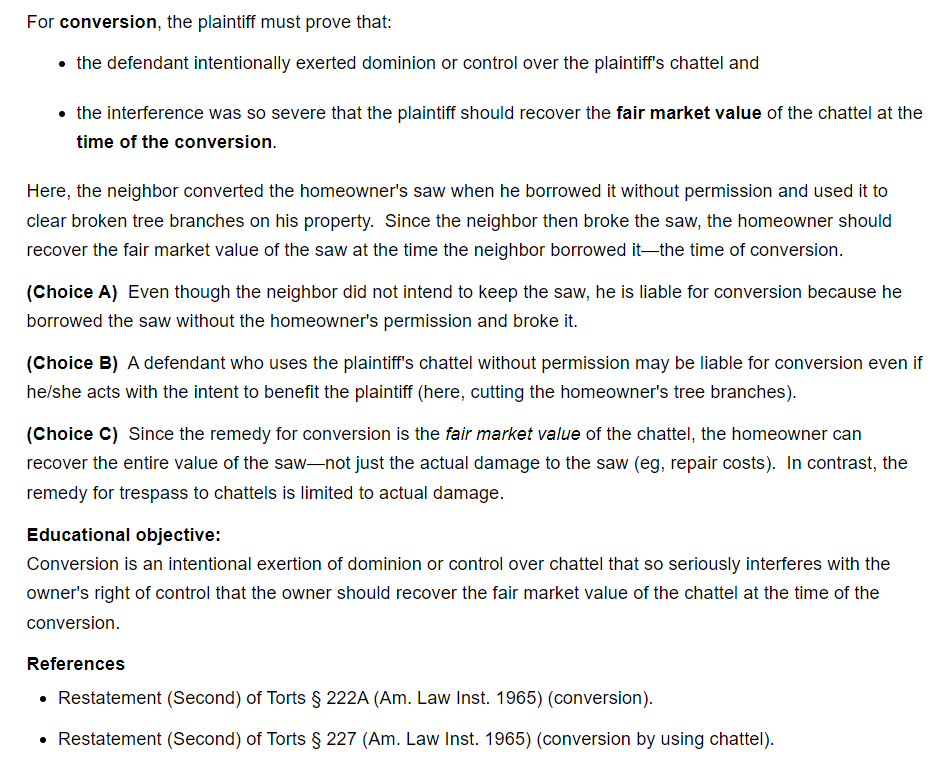 For conversion, the plaintiff must prove that:
• the defendant intentionally exerted dominion or control over the plaintiff's chattel and
• the interference was so severe that the plaintiff should recover the fair market value of the chattel at the
time of the conversion.
Here, the neighbor converted the homeowner's saw when he borrowed it without permission and used it to
clear broken tree branches on his property.  Since the neighbor then broke the saw, the homeowner should
recover the fair market value of the saw at the time the neighbor borrowed it—the time of conversion.
(Choice A)  Even though the neighbor did not intend to keep the saw, he is liable for conversion because he
borrowed the saw without the homeowner's permission and broke it.
(Choice B)  A defendant who uses the plaintiff's chattel without permission may be liable for conversion even if
he/she acts with the intent to benefit the plaintiff (here, cutting the homeowner's tree branches).
(Choice C)  Since the remedy for conversion is the fair market value of the chattel, the homeowner can
recover the entire value of the saw—not just the actual damage to the saw (eg, repair costs).  In contrast, the
remedy for trespass to chattels is limited to actual damage.
Educational objective:
Conversion is an intentional exertion of dominion or control over chattel that so seriously interferes with the
owner's right of control that the owner should recover the fair market value of the chattel at the time of the
conversion.
References
• Restatement (Second) of Torts § 222A (Am. Law Inst. 1965) (conversion).
• Restatement (Second) of Torts § 227 (Am. Law Inst. 1965) (conversion by using chattel).